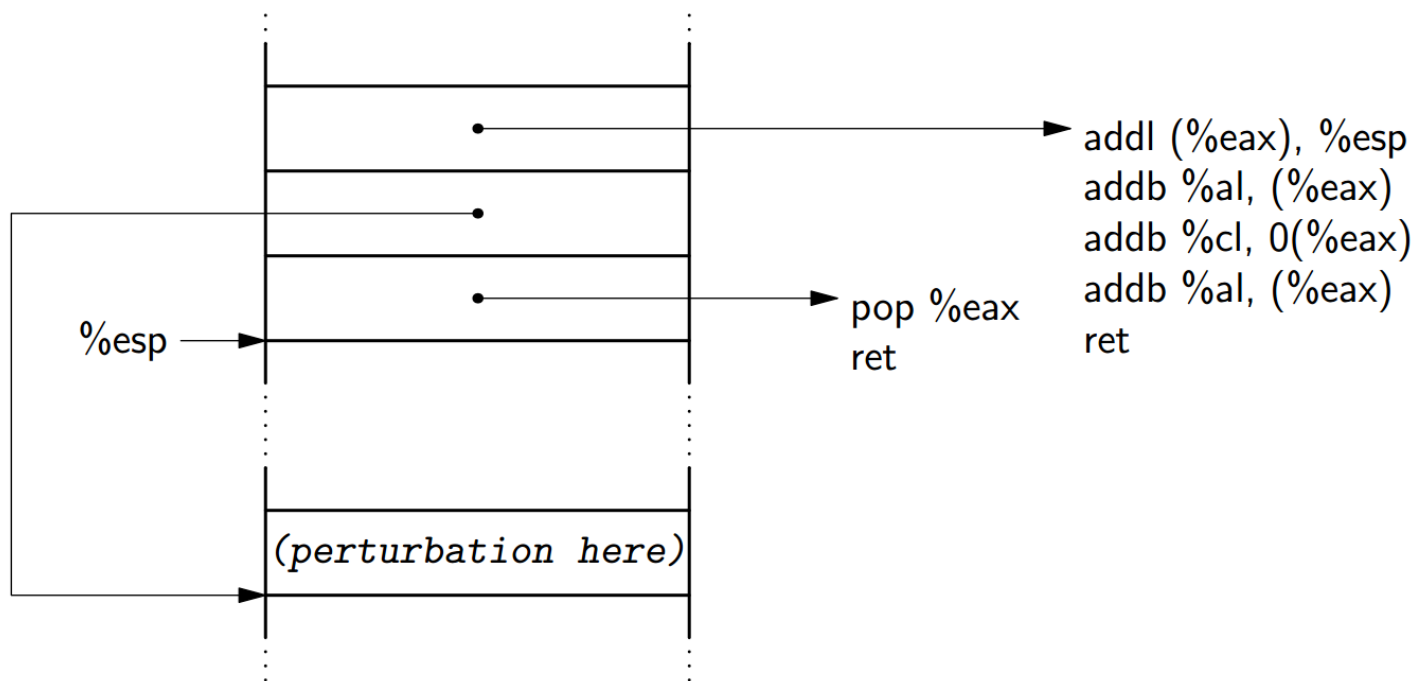 addl (%eax), %esp
addb %al, (%eax)
addb %cl, 0(%eax)
addb %al, (%eax)
ret
pop %eax
ret
%esp
(perturbation here)